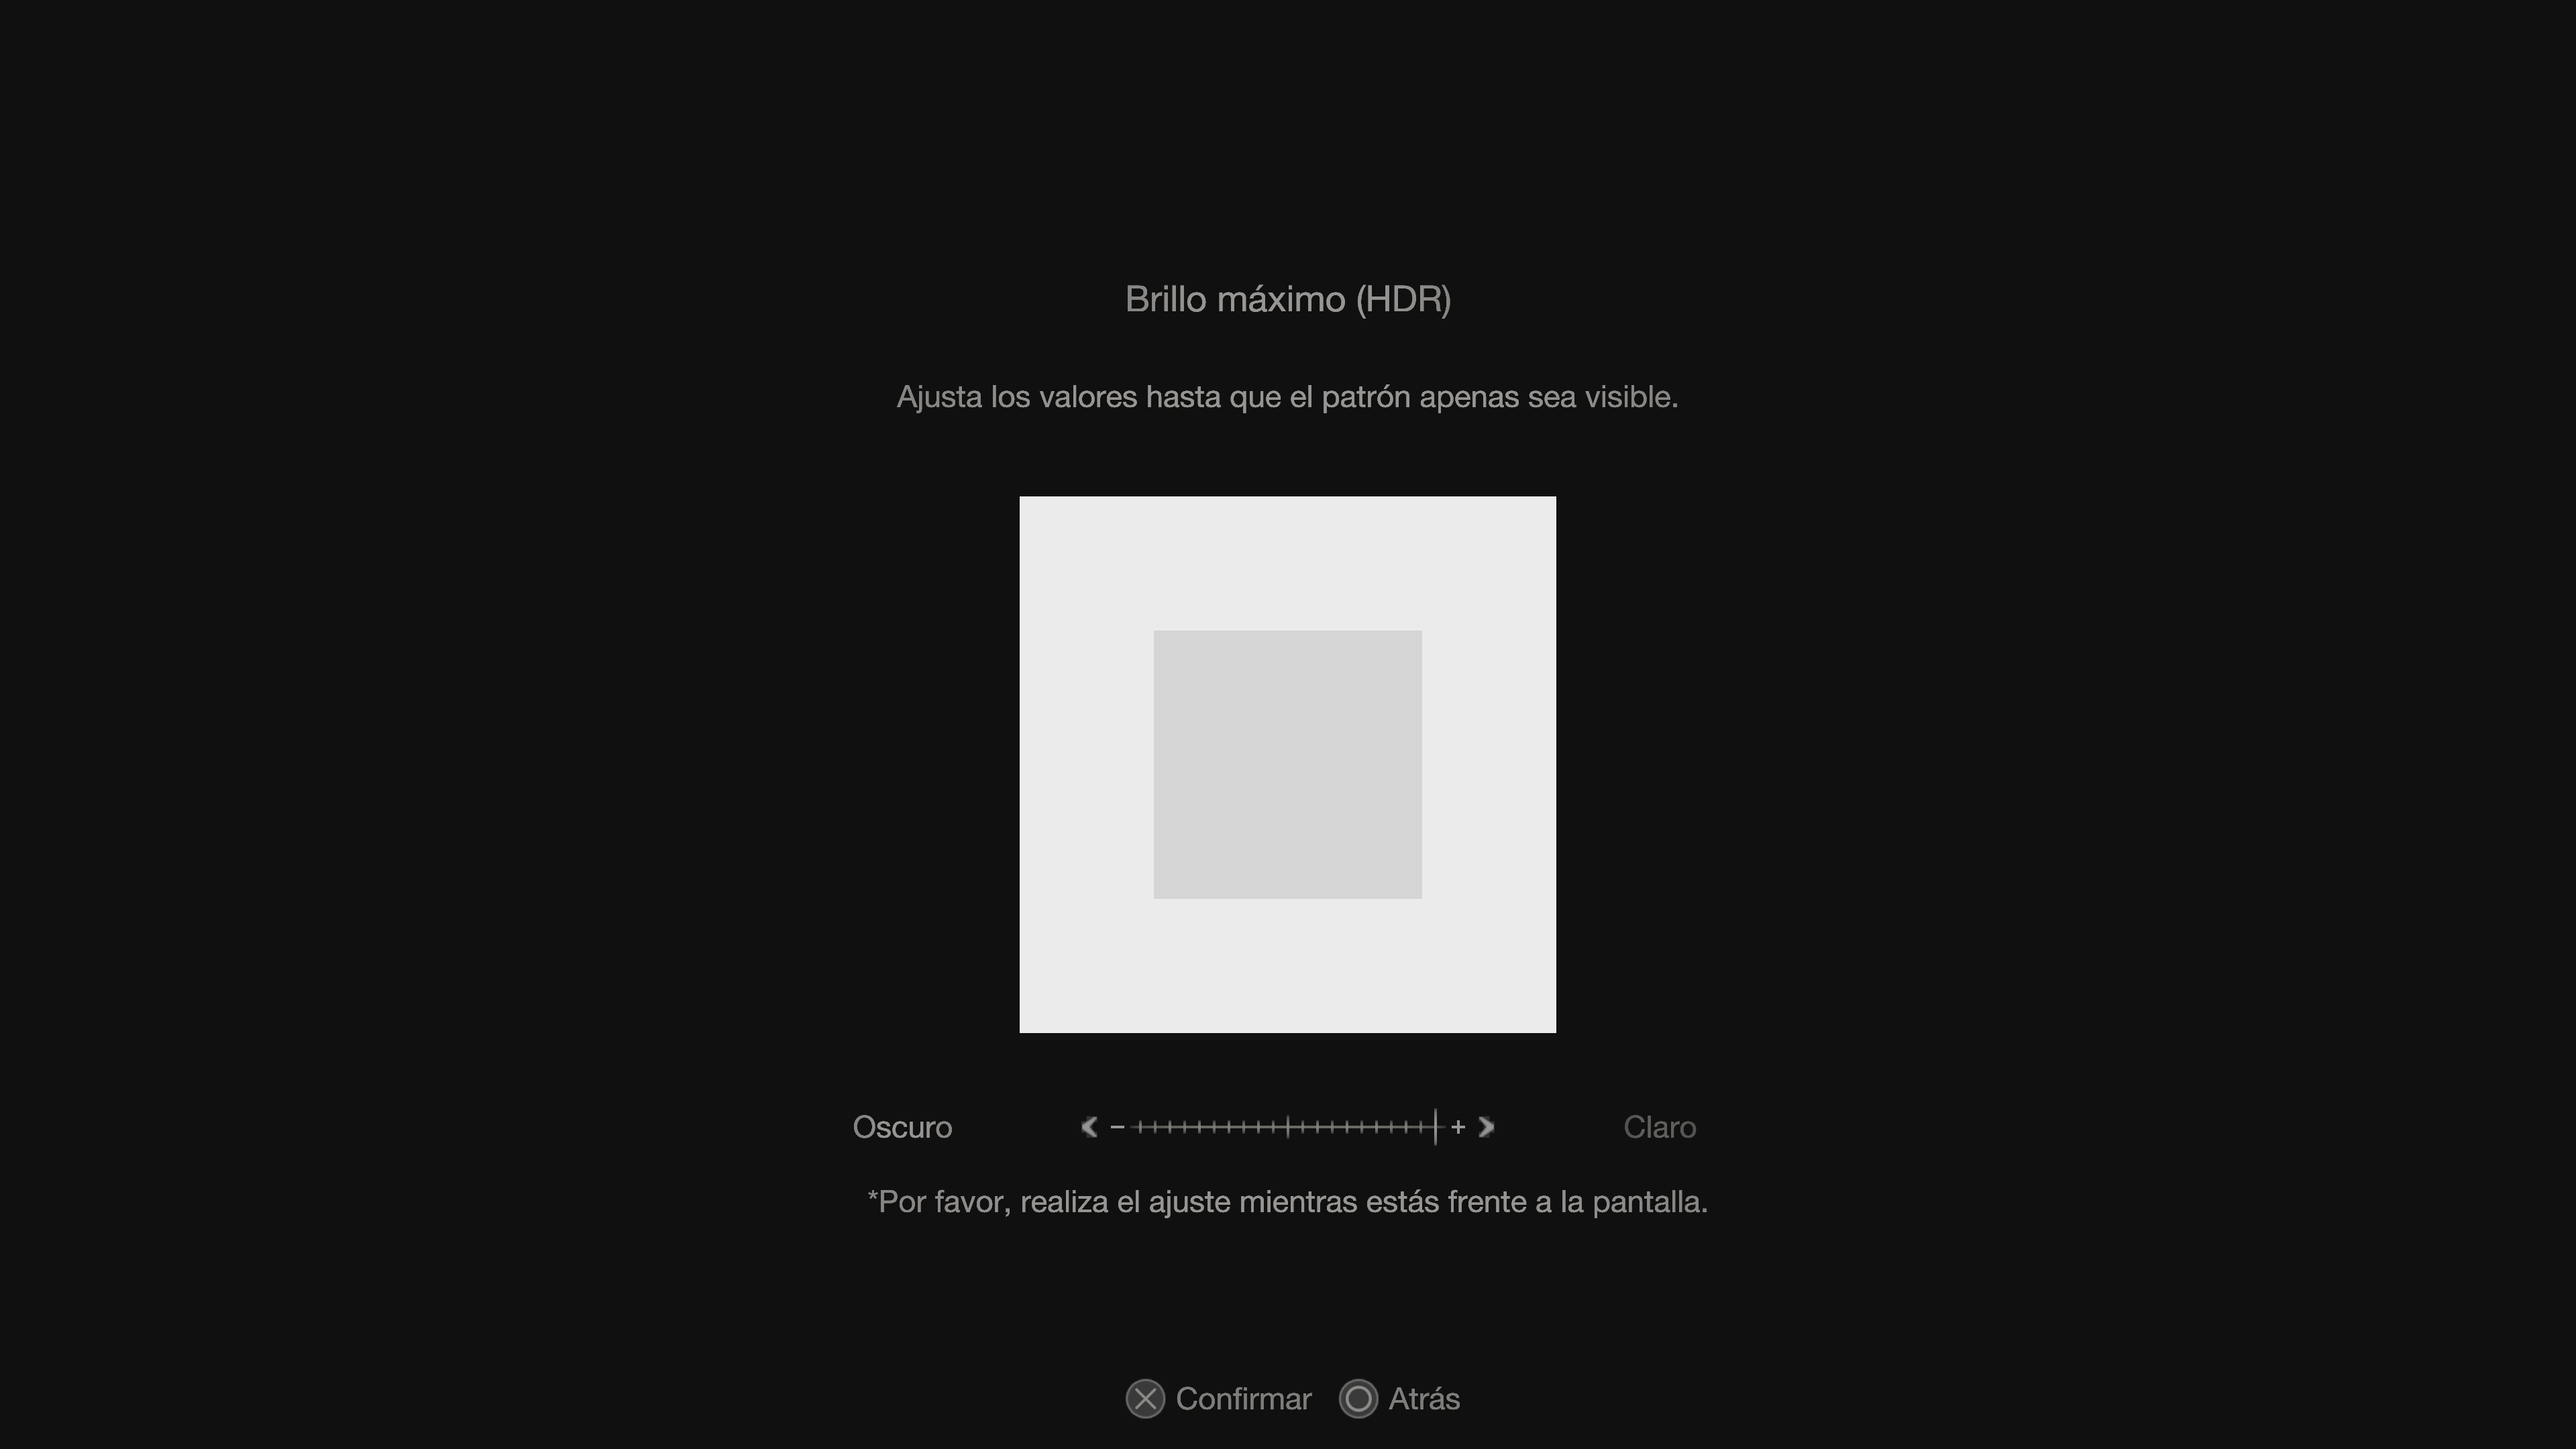 Brillo máximo (HDR)
Ajusta los valores hasta que el patrón apenas sea visible.
Oscuro − + Claro
*Por favor, realiza el ajuste mientras estás frente a la pantalla.
Confirmar Atrás